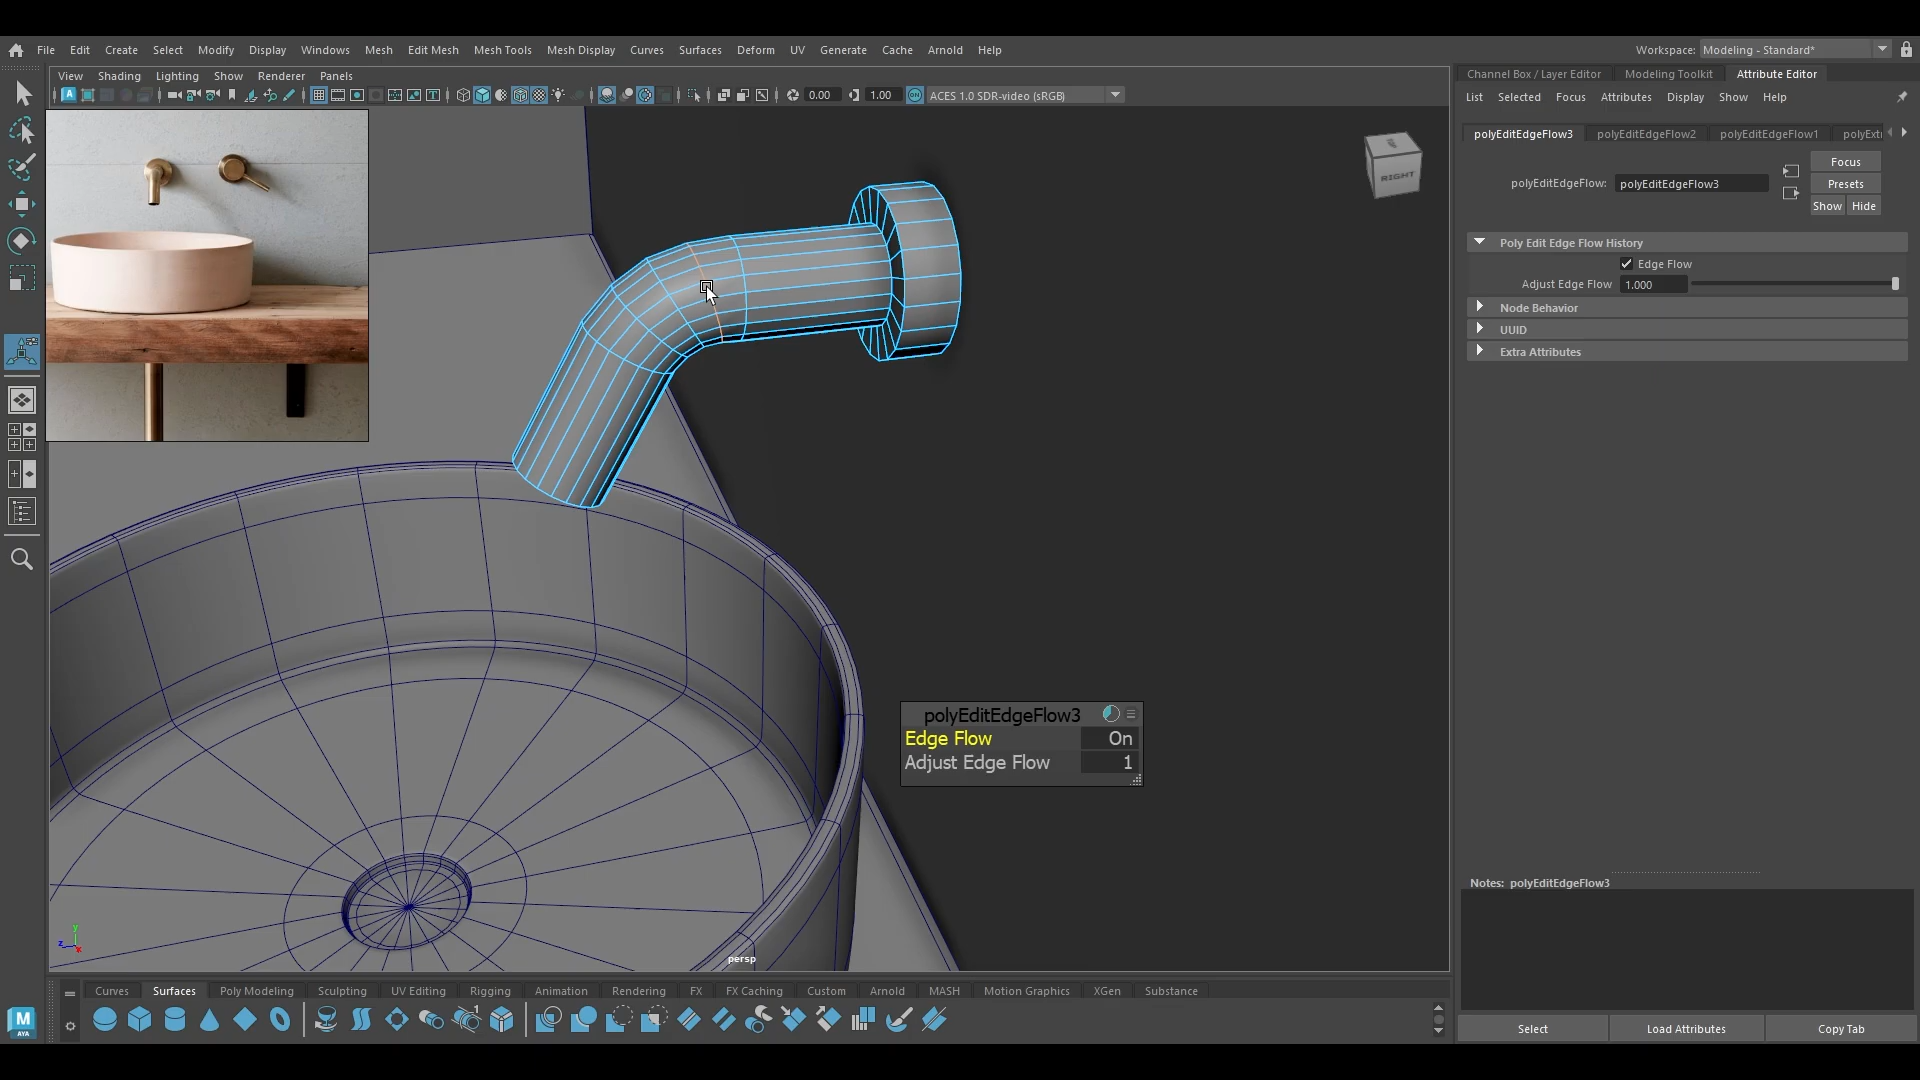 File Edit Create Select Modify Display Windows Mesh Edit Mesh Mesh Tools Mesh Display Curves Surfaces Deform UV Generate Cache Arnold Help
Workspace: Modeling - Standard*
View Shading Lighting Show Renderer Panels
0.00 1.00 ON ACES 1.0 SDR-video (sRGB)
Channel Box / Layer Editor Modeling Toolkit Attribute Editor
List Selected Focus Attributes Display Show Help
polyEditEdgeFlow3 polyEditEdgeFlow2 polyEditEdgeFlow1 polyExt
Focus
polyEditEdgeFlow: polyEditEdgeFlow3
Presets
Show Hide
Poly Edit Edge Flow History
Edge Flow
Adjust Edge Flow 1.000
Node Behavior
UUID
Extra Attributes
RIGHT
polyEditEdgeFlow3
Edge Flow On
Adjust Edge Flow 1
y
z
x
persp
Notes: polyEditEdgeFlow3
Curves Surfaces Poly Modeling Sculpting UV Editing Rigging Animation Rendering FX FX Caching Custom Arnold MASH Motion Graphics XGen Substance
M
AYA
Select Load Attributes Copy Tab